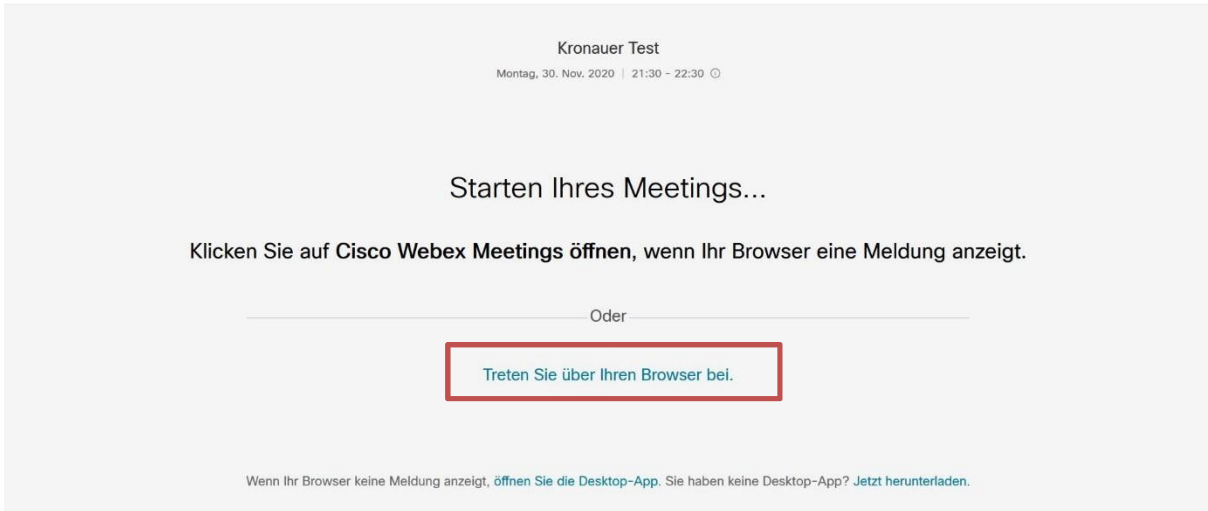 Kronauer Test
Montag, 30. Nov. 2020 | 21:30 - 22:30
Starten Ihres Meetings...
Klicken Sie auf Cisco Webex Meetings öffnen, wenn Ihr Browser eine Meldung anzeigt.
Oder
Treten Sie über Ihren Browser bei.
Wenn Ihr Browser keine Meldung anzeigt, öffnen Sie die Desktop-App. Sie haben keine Desktop-App? Jetzt herunterladen.